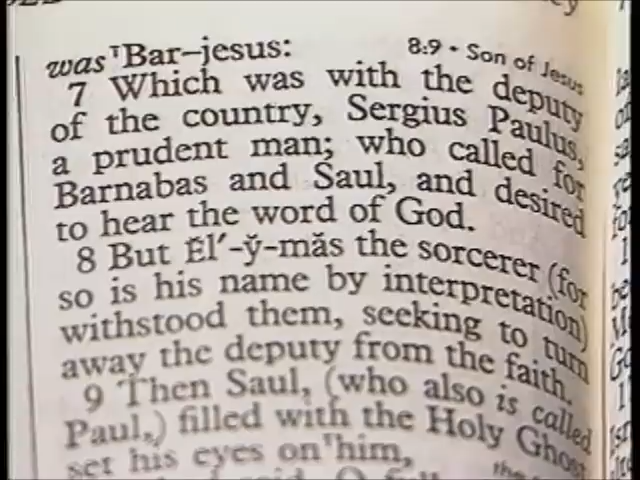 was ᵀBar–jesus: 8:9 • Son of Jesus
7 Which was with the deputy
of the country, Sergius Paulus,
a prudent man; who called for
Barnabas and Saul, and desired
to hear the word of God.
8 But Ĕl′-y̆-măs the sorcerer (for
so is his name by interpretation)
withstood them, seeking to turn
away the deputy from the faith.
9 Then Saul, (who also is called
Paul,) filled with the Holy Ghost
set his eyes on ᵀhim,